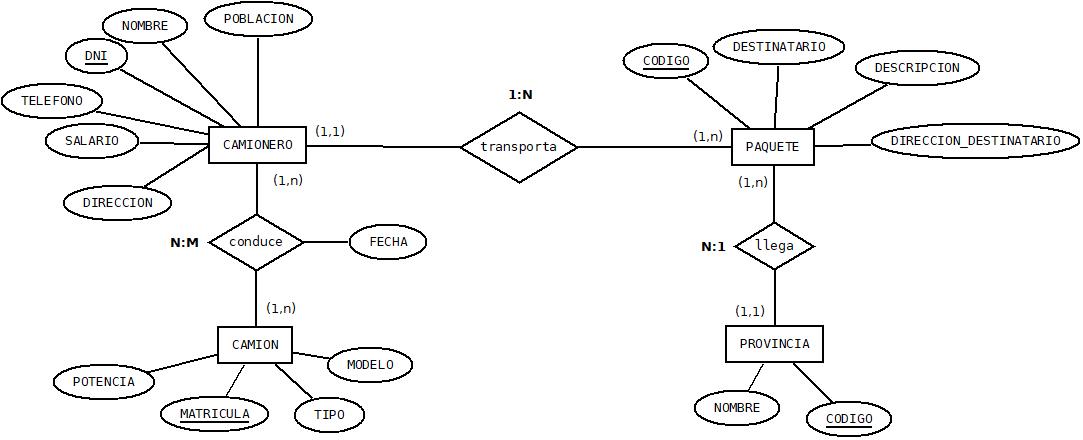 NOMBRE
POBLACION
DNI
TELEFONO
SALARIO
DIRECCION
CAMIONERO
(1,1)
1:N
transporta
(1,n)
PAQUETE
CODIGO
DESTINATARIO
DESCRIPCION
DIRECCION_DESTINATARIO
(1,n)
N:M
conduce
FECHA
(1,n)
CAMION
POTENCIA
MATRICULA
TIPO
MODELO
(1,n)
N:1
llega
(1,1)
PROVINCIA
NOMBRE
CODIGO